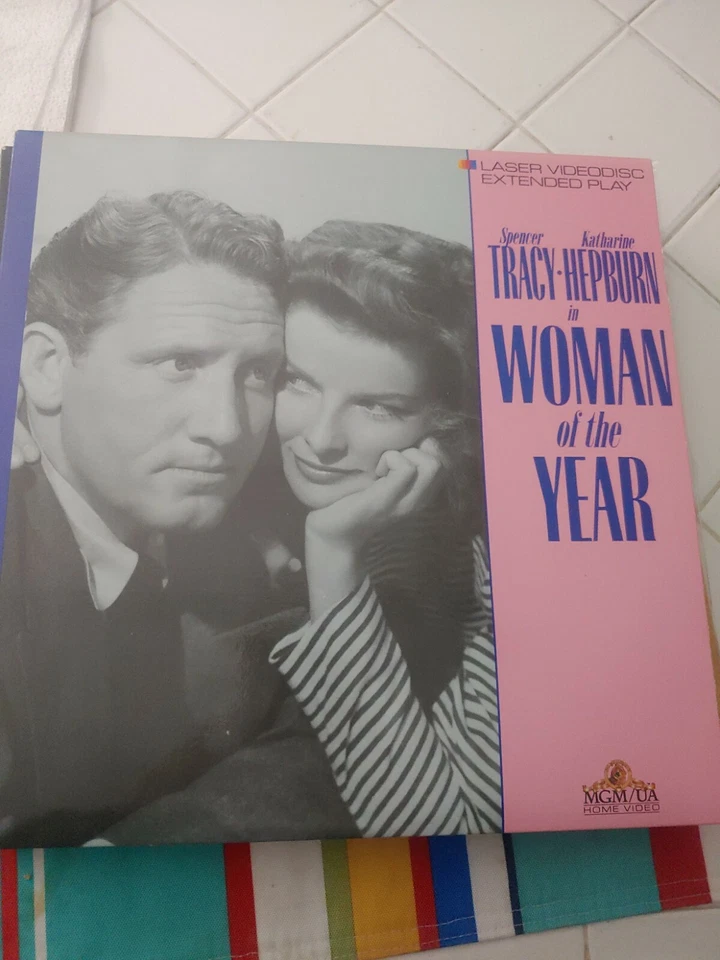 LASER VIDEODISC
EXTENDED PLAY
Spencer Katharine
TRACY·HEPBURN
in
WOMAN
of the
YEAR
MGM/UA
HOME VIDEO